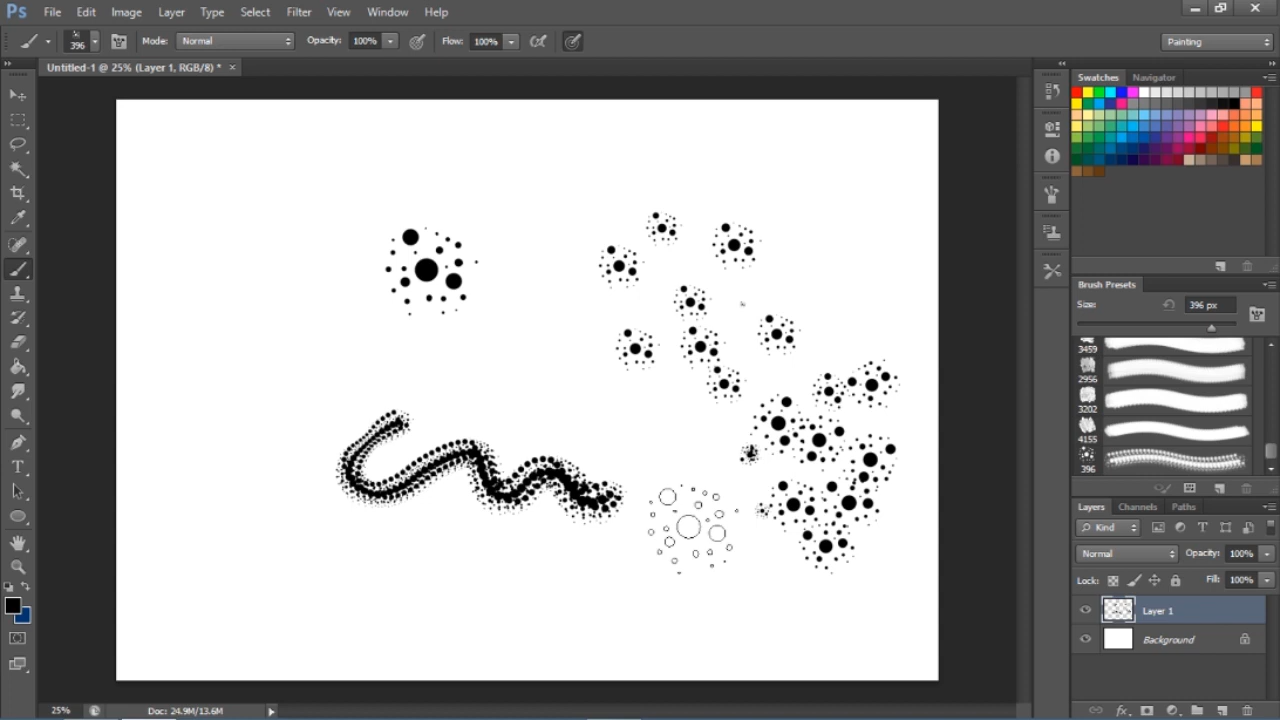 Ps File Edit Image Layer Type Select Filter View Window Help
396 Mode: Normal Opacity: 100% Flow: 100% Painting
Untitled-1 @ 25% (Layer 1, RGB/8) * ×
Swatches Navigator
Brush Presets
Size: 396 px
3459
2956
3202
4155
396
Layers Channels Paths
Kind
Normal Opacity: 100%
Lock: Fill: 100%
Layer 1
Background
25% Doc: 24.9M/13.6M